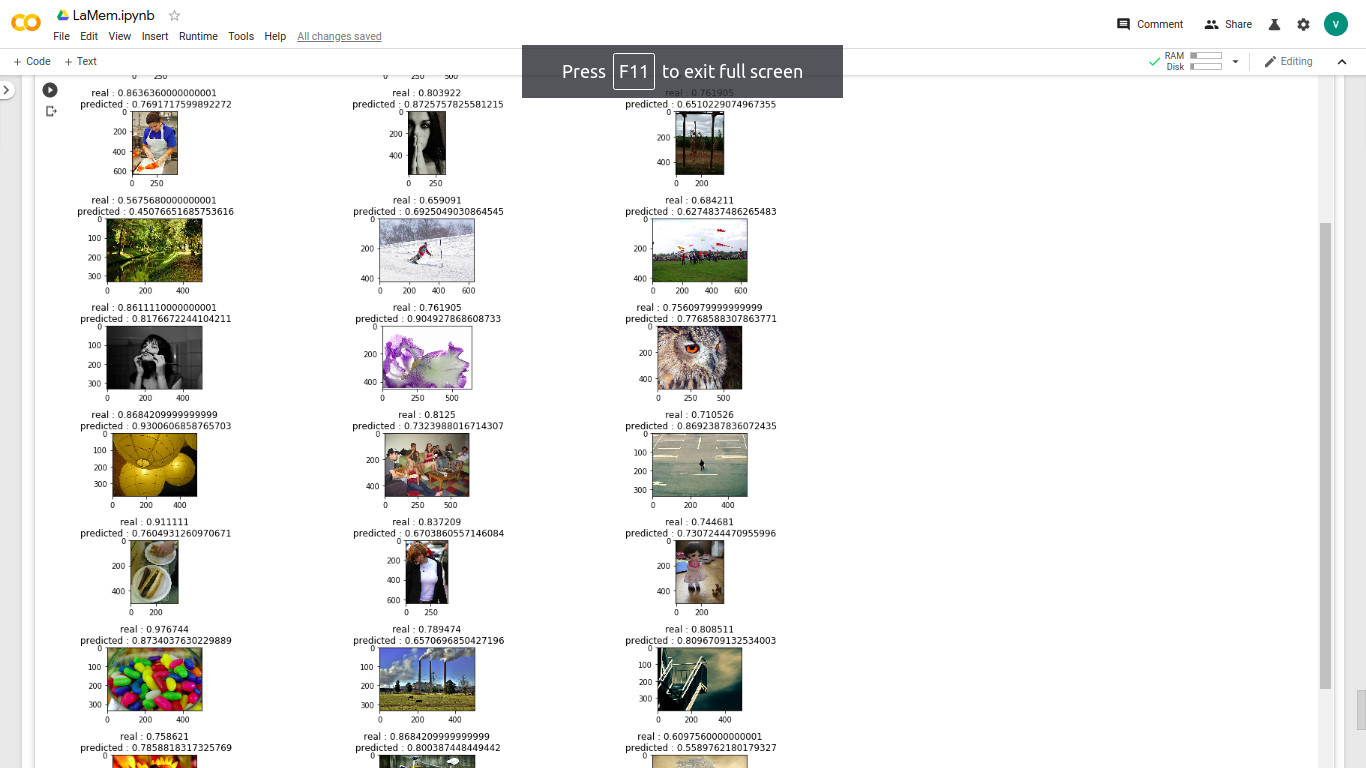 LaMem.ipynb
File Edit View Insert Runtime Tools Help All changes saved
Comment Share V
+ Code + Text
RAM
Disk
Editing
Press F11 to exit full screen
0 250 0 250 500
real : 0.8636360000000001 real : 0.803922 real : 0.761905
predicted : 0.7691717599892272 predicted : 0.8725757825581215 predicted : 0.6510229074967355
0 0 0
200 200 200
400 400 400
600
0 250 0 250 0 200
real : 0.5675680000000001 real : 0.659091 real : 0.684211
predicted : 0.45076651685753616 predicted : 0.6925049030864545 predicted : 0.6274837486265483
0 0 0
100 200 200
200 400 400
300
0 200 400 0 200 400 600 0 200 400 600
real : 0.8611110000000001 real : 0.761905 real : 0.7560979999999999
predicted : 0.8176672244104211 predicted : 0.904927868608733 predicted : 0.7768588307863771
0 0 0
100 200 200
200 400 400
300
0 200 400 0 250 500 0 250 500
real : 0.8684209999999999 real : 0.8125 real : 0.710526
predicted : 0.9300606858765703 predicted : 0.7323988016714307 predicted : 0.8692387836072435
0 0 0
100 200 100
200 400 200
300 300
0 200 400 0 250 500 0 200 400
real : 0.911111 real : 0.837209 real : 0.744681
predicted : 0.7604931260970671 predicted : 0.6703860557146084 predicted : 0.7307244470955996
0 0 0
200 200 200
400 400 400
600
0 200 0 250 0 200
real : 0.976744 real : 0.789474 real : 0.808511
predicted : 0.8734037630229889 predicted : 0.6570696850427196 predicted : 0.8096709132534003
0 0 0
100 100 100
200 200 200
300 300 300
0 200 400 0 200 400 0 200 400
real : 0.758621 real : 0.8684209999999999 real : 0.6097560000000001
predicted : 0.7858818317325769 predicted : 0.800387448449442 predicted : 0.5589762180179327
0 0 0